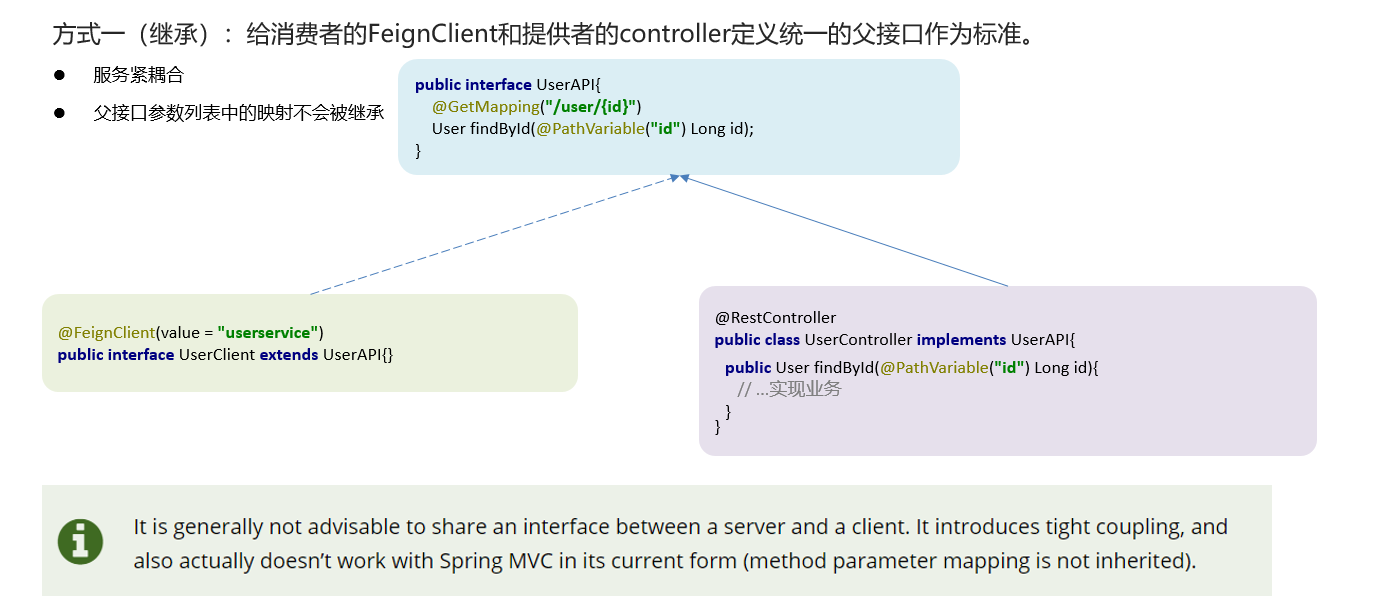 方式一（继承）：给消费者的FeignClient和提供者的controller定义统一的父接口作为标准。
● 服务紧耦合
● 父接口参数列表中的映射不会被继承
public interface UserAPI{
@GetMapping("/user/{id}")
User findById(@PathVariable("id") Long id);
}
@FeignClient(value = "userservice")
public interface UserClient extends UserAPI{}
@RestController
public class UserController implements UserAPI{
public User findById(@PathVariable("id") Long id){
// ...实现业务
}
}
It is generally not advisable to share an interface between a server and a client. It introduces tight coupling, and
also actually doesn’t work with Spring MVC in its current form (method parameter mapping is not inherited).